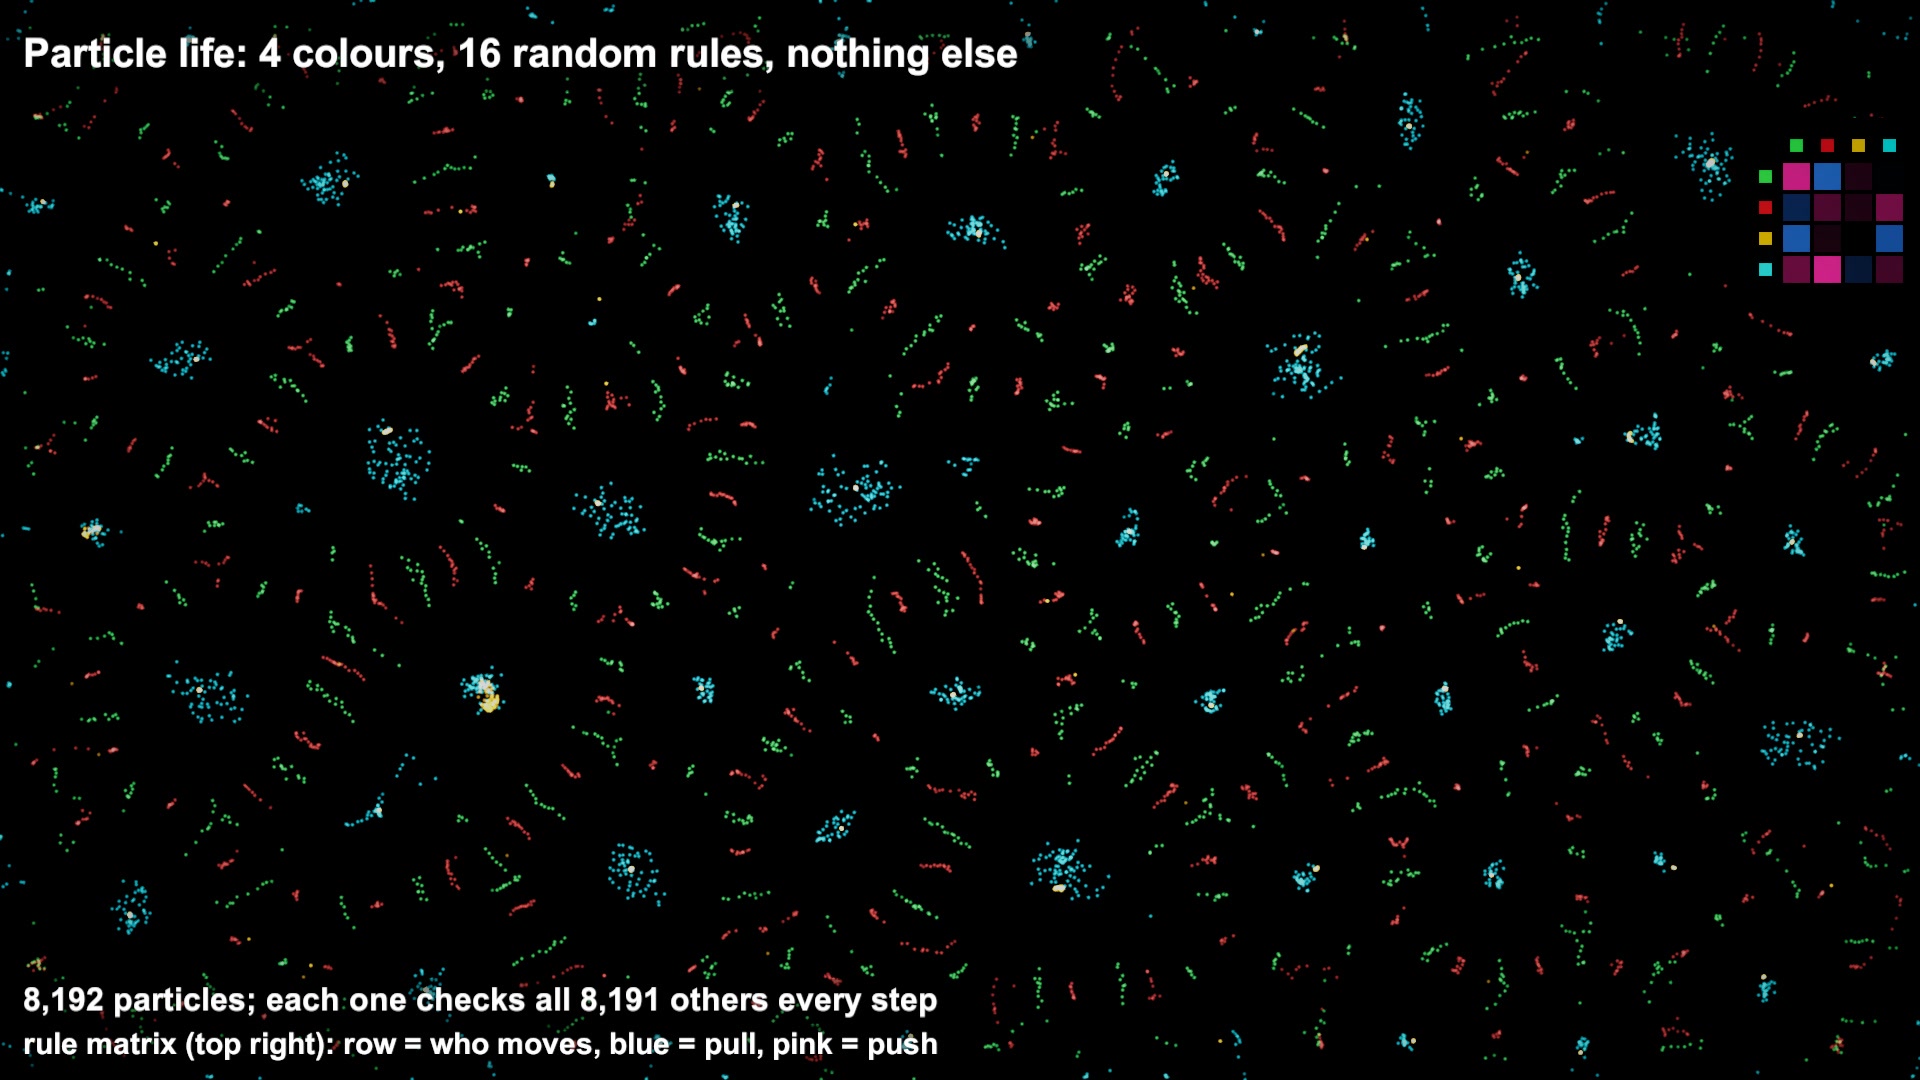 Particle life: 4 colours, 16 random rules, nothing else
8,192 particles; each one checks all 8,191 others every step
rule matrix (top right): row = who moves, blue = pull, pink = push